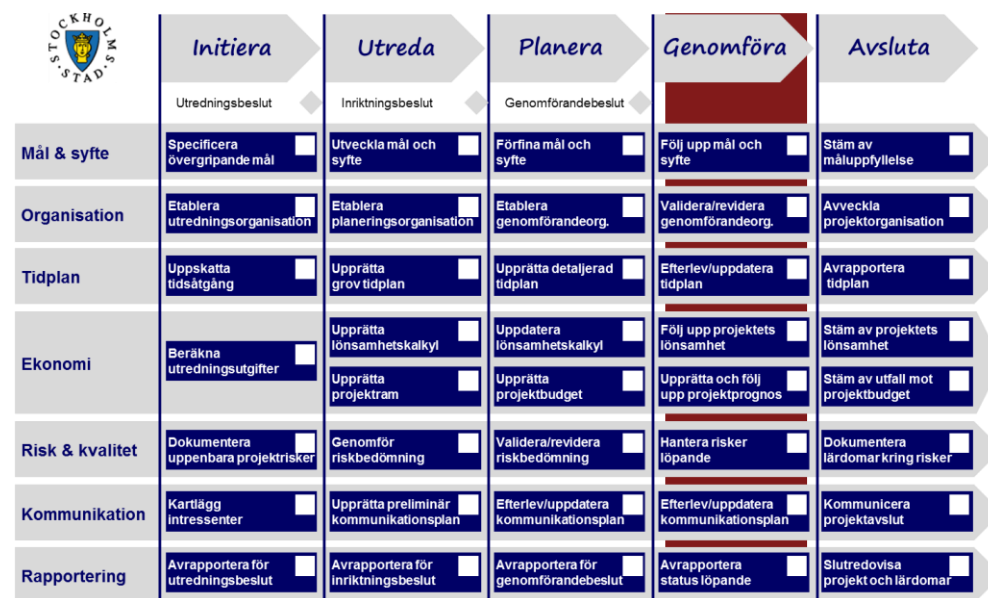 STOCKHOLMS STAD
Initiera
Utreda
Planera
Genomföra
Avsluta
Utredningsbeslut
Inriktningsbeslut
Genomförandebeslut
Mål & syfte
Specificera
övergripande mål
Utveckla mål och
syfte
Förfina mål och
syfte
Följ upp mål och
syfte
Stäm av
måluppfyllelse
Organisation
Etablera
utredningsorganisation
Etablera
planeringsorganisation
Etablera
genomförandeorg.
Validera/revidera
genomförandeorg.
Avveckla
projektorganisation
Tidplan
Uppskatta
tidsåtgång
Upprätta
grov tidplan
Upprätta detaljerad
tidplan
Efterlev/uppdatera
tidplan
Avrapportera
tidplan
Ekonomi
Beräkna
utredningsutgifter
Upprätta
lönsamhetskalkyl
Uppdatera
lönsamhetskalkyl
Följ upp projektets
lönsamhet
Stäm av projektets
lönsamhet
Upprätta
projektram
Upprätta
projektbudget
Upprätta och följ
upp projektprognos
Stäm av utfall mot
projektbudget
Risk & kvalitet
Dokumentera
uppenbara projektrisker
Genomför
riskbedömning
Validera/revidera
riskbedömning
Hantera risker
löpande
Dokumentera
lärdomar kring risker
Kommunikation
Kartlägg
intressenter
Upprätta preliminär
kommunikationsplan
Efterlev/uppdatera
kommunikationsplan
Efterlev/uppdatera
kommunikationsplan
Kommunicera
projektavslut
Rapportering
Avrapportera för
utredningsbeslut
Avrapportera för
inriktningsbeslut
Avrapportera för
genomförandebeslut
Avrapportera
status löpande
Slutredovisa
projekt och lärdomar